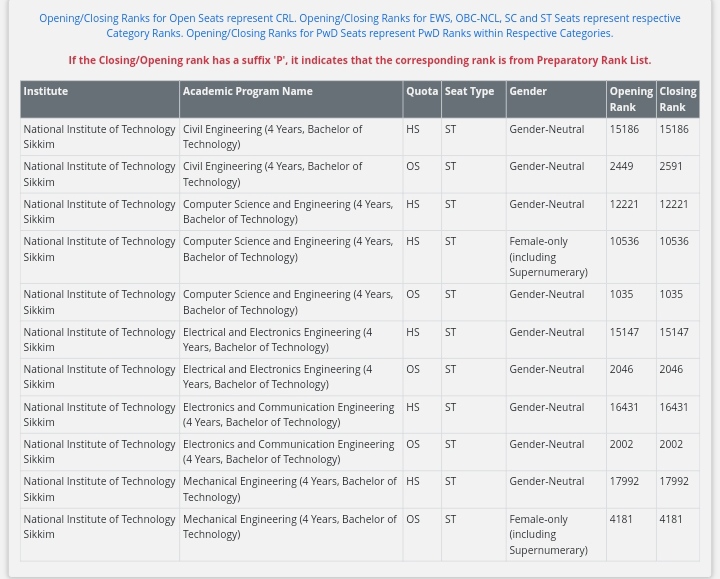 Opening/Closing Ranks for Open Seats represent CRL. Opening/Closing Ranks for EWS, OBC-NCL, SC and ST Seats represent respective
Category Ranks. Opening/Closing Ranks for PwD Seats represent PwD Ranks within Respective Categories.
If the Closing/Opening rank has a suffix 'P', it indicates that the corresponding rank is from Preparatory Rank List.
Institute Academic Program Name Quota Seat Type Gender Opening Closing
Rank Rank
National Institute of Technology Civil Engineering (4 Years, Bachelor of HS ST Gender-Neutral 15186 15186
Sikkim Technology)
National Institute of Technology Civil Engineering (4 Years, Bachelor of OS ST Gender-Neutral 2449 2591
Sikkim Technology)
National Institute of Technology Computer Science and Engineering (4 Years, HS ST Gender-Neutral 12221 12221
Sikkim Bachelor of Technology)
National Institute of Technology Computer Science and Engineering (4 Years, HS ST Female-only 10536 10536
Sikkim Bachelor of Technology) (including
Supernumerary)
National Institute of Technology Computer Science and Engineering (4 Years, OS ST Gender-Neutral 1035 1035
Sikkim Bachelor of Technology)
National Institute of Technology Electrical and Electronics Engineering (4 HS ST Gender-Neutral 15147 15147
Sikkim Years, Bachelor of Technology)
National Institute of Technology Electrical and Electronics Engineering (4 OS ST Gender-Neutral 2046 2046
Sikkim Years, Bachelor of Technology)
National Institute of Technology Electronics and Communication Engineering HS ST Gender-Neutral 16431 16431
Sikkim (4 Years, Bachelor of Technology)
National Institute of Technology Electronics and Communication Engineering OS ST Gender-Neutral 2002 2002
Sikkim (4 Years, Bachelor of Technology)
National Institute of Technology Mechanical Engineering (4 Years, Bachelor of HS ST Gender-Neutral 17992 17992
Sikkim Technology)
National Institute of Technology Mechanical Engineering (4 Years, Bachelor of OS ST Female-only 4181 4181
Sikkim Technology) (including
Supernumerary)